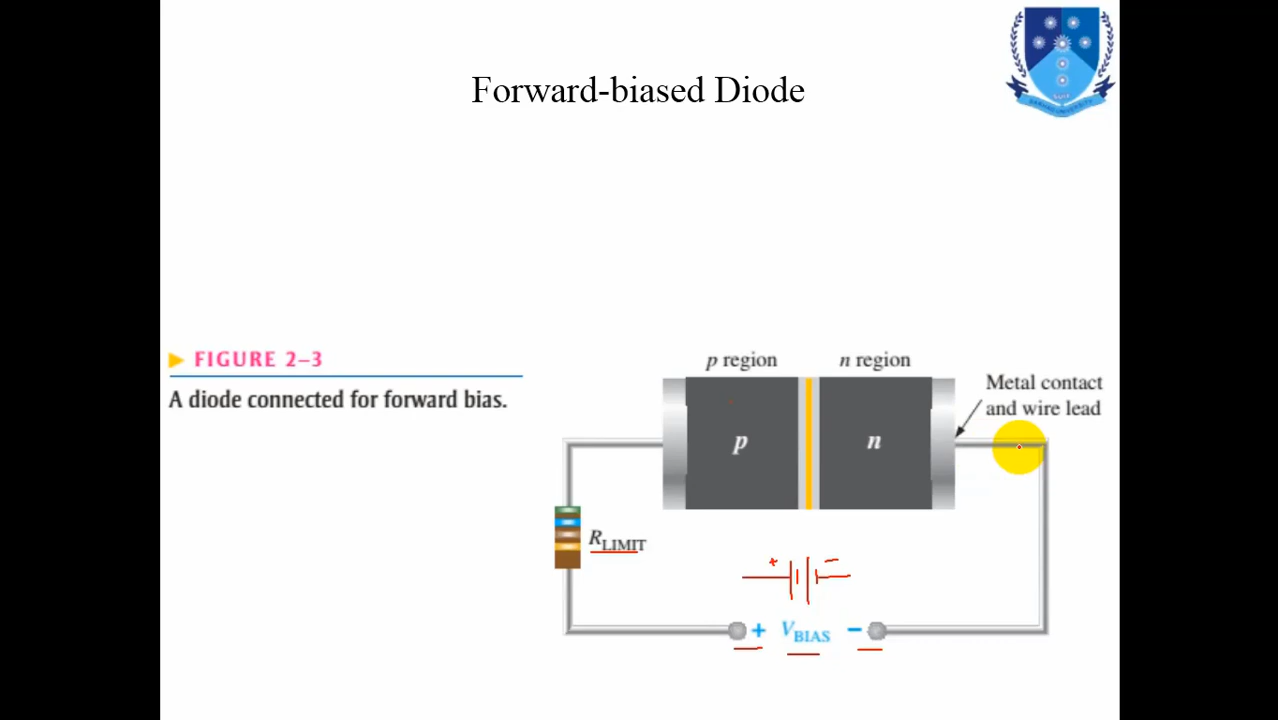 Forward-biased Diode
FIGURE 2–3
A diode connected for forward bias.
p region
n region
Metal contact
and wire lead
p
n
RLIMIT
+ −
+ VBIAS −